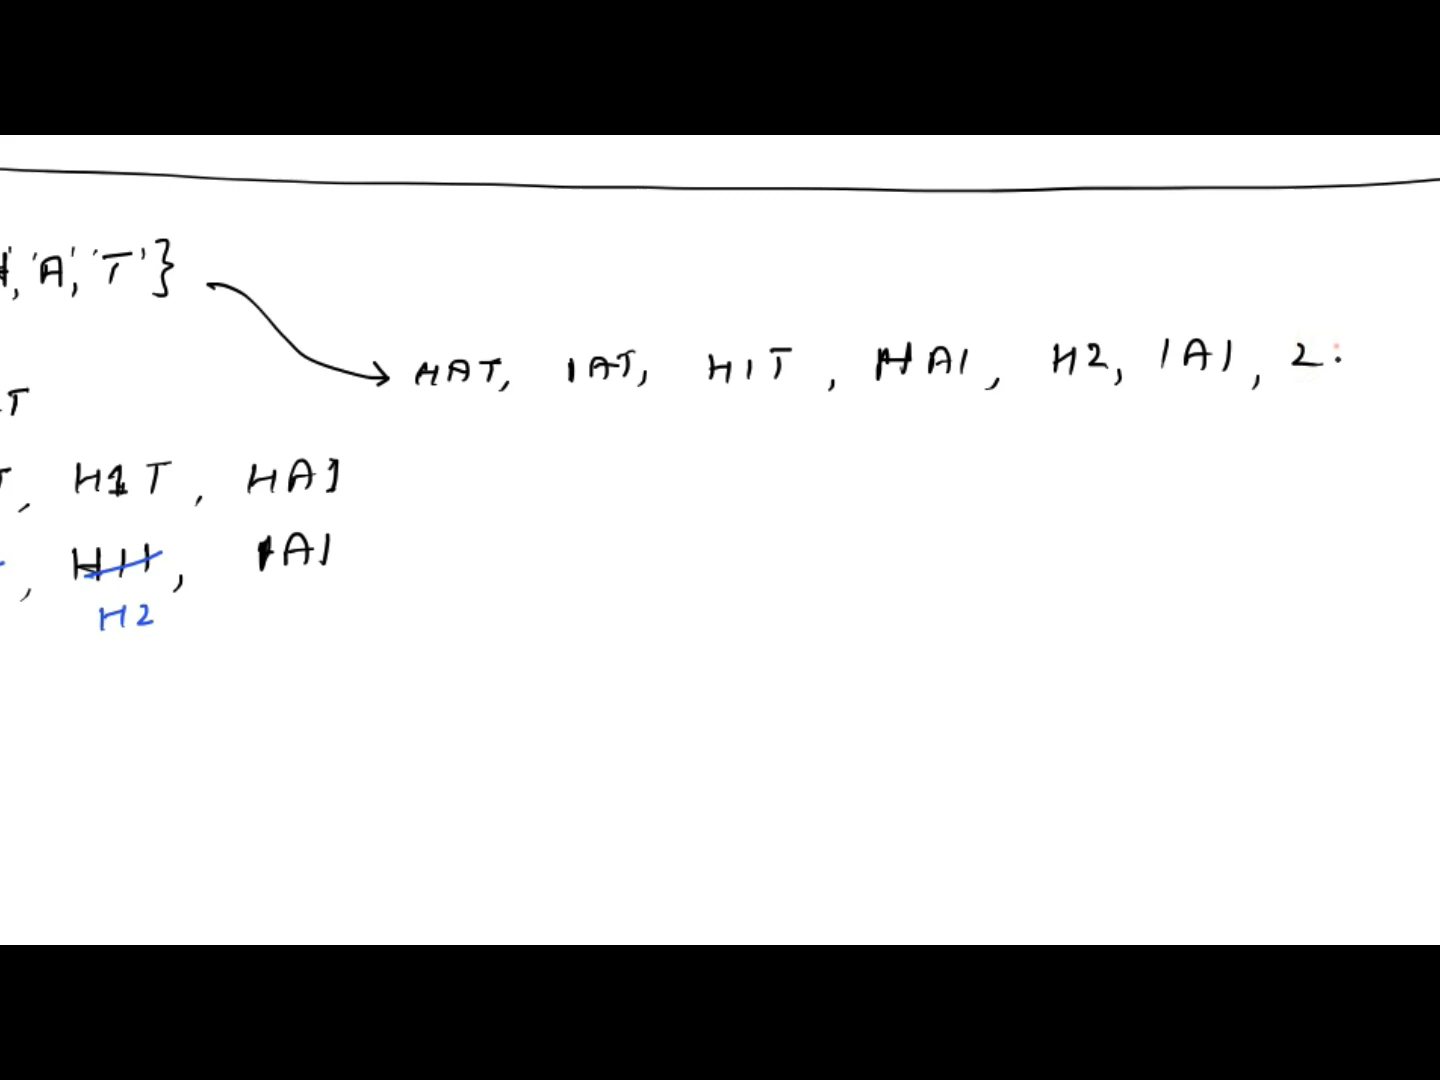 'A', 'T'}
HAT, 1AT, H1T, HA1, H2, 1A1, 2
T
, H1T, HA1
, H11, 1A1
H2